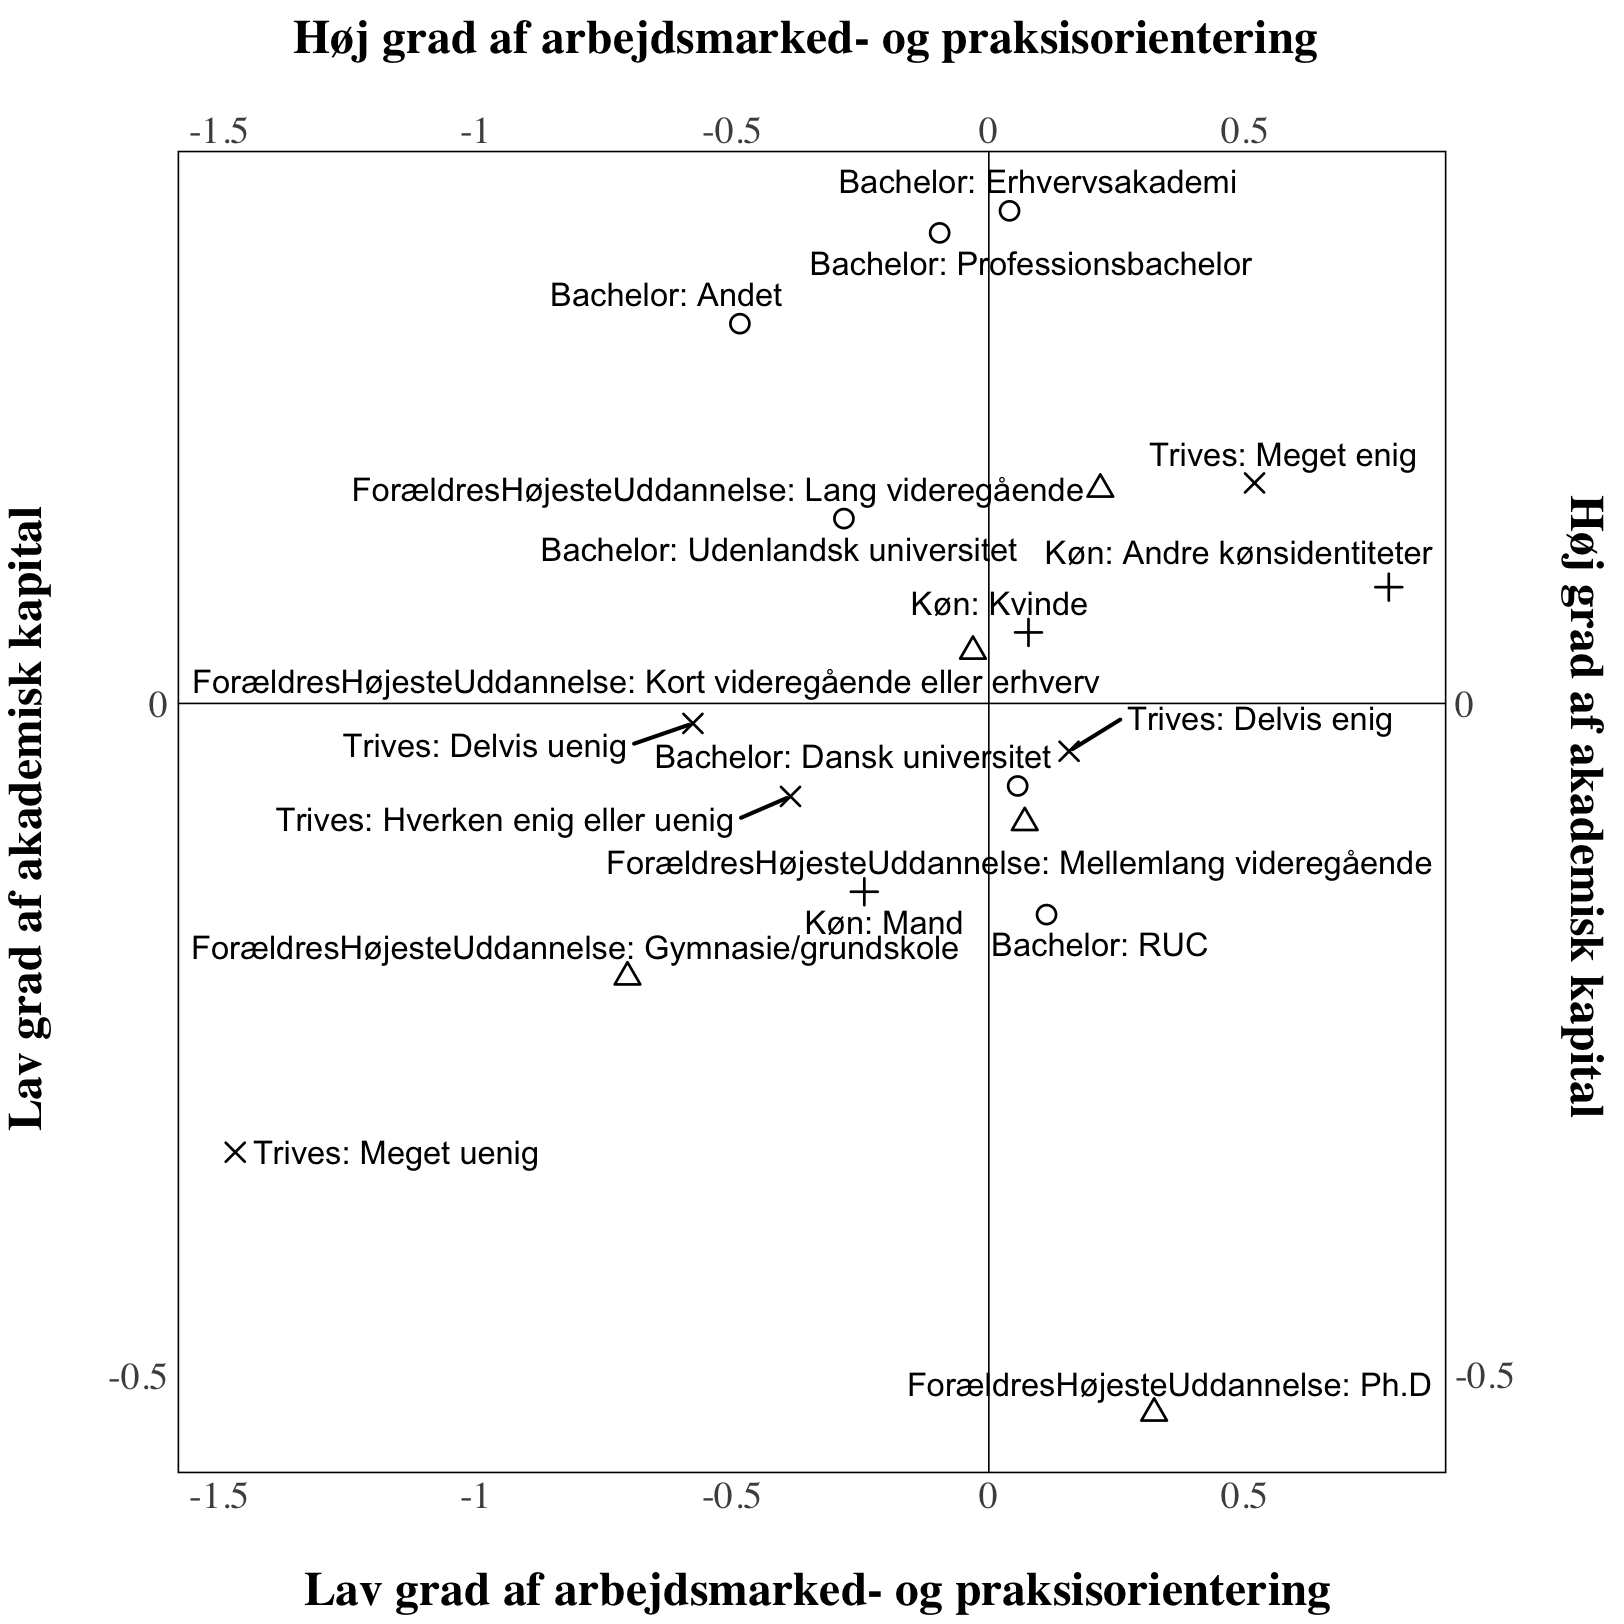 Høj grad af arbejdsmarked- og praksisorientering
-1.5 -1 -0.5 0 0.5
Bachelor: Erhvervsakademi
Bachelor: Professionsbachelor
Bachelor: Andet
Trives: Meget enig
ForældresHøjesteUddannelse: Lang videregående
Bachelor: Udenlandsk universitet
Køn: Andre kønsidentiteter
Køn: Kvinde
ForældresHøjesteUddannelse: Kort videregående eller erhverv
Lav grad af akademisk kapital
Høj grad af akademisk kapital
0 0
Trives: Delvis enig
Trives: Delvis uenig
Bachelor: Dansk universitet
Trives: Hverken enig eller uenig
ForældresHøjesteUddannelse: Mellemlang videregående
Køn: Mand
Bachelor: RUC
ForældresHøjesteUddannelse: Gymnasie/grundskole
Trives: Meget uenig
-0.5 -0.5
ForældresHøjesteUddannelse: Ph.D
-1.5 -1 -0.5 0 0.5
Lav grad af arbejdsmarked- og praksisorientering